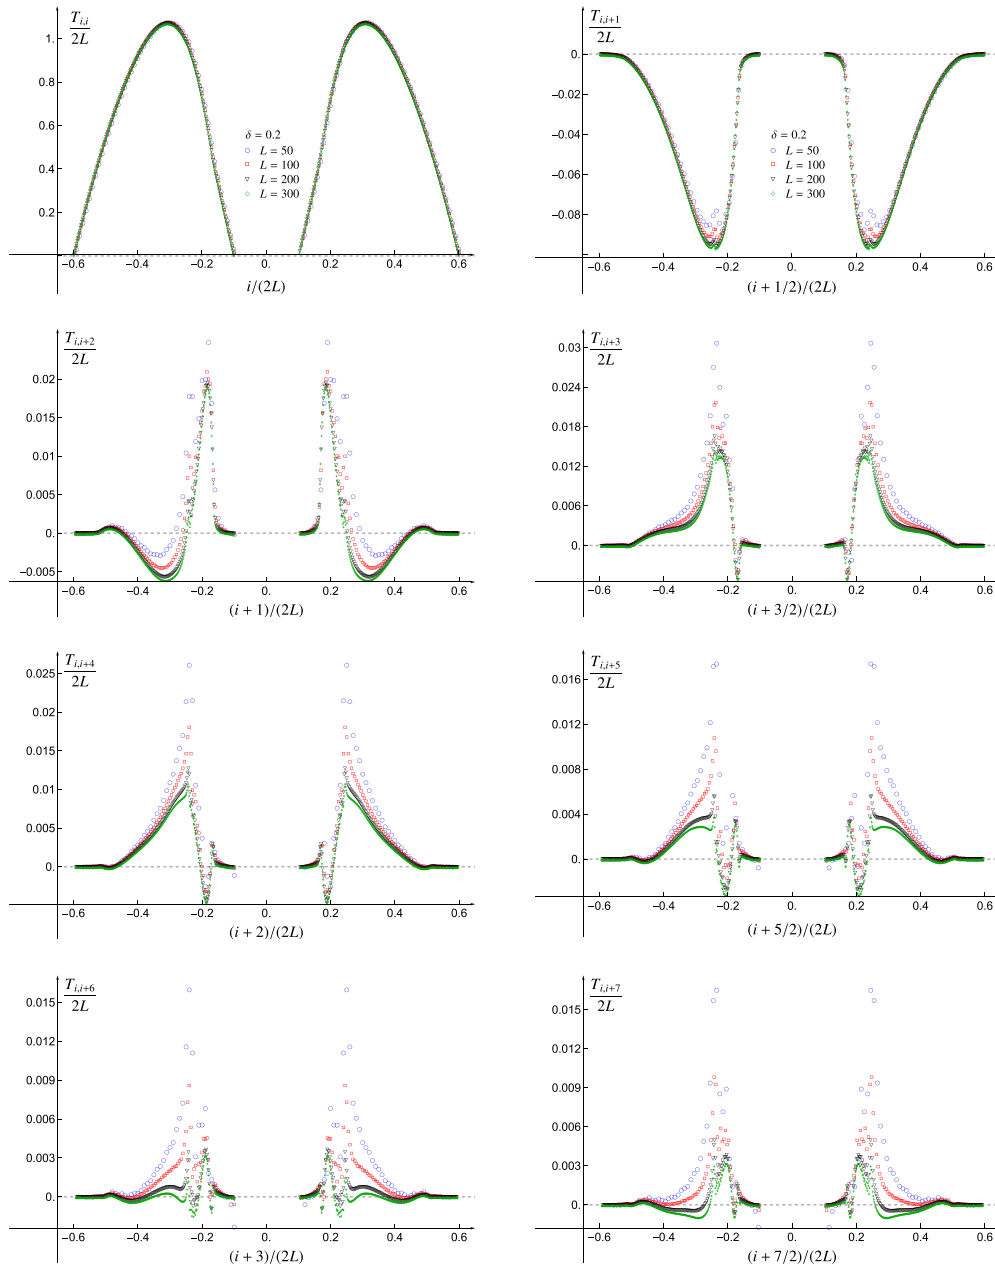 T_{i,i}/2L
1.
0.8
0.6
0.4
0.2
δ = 0.2
L = 50
L = 100
L = 200
L = 300
−0.6 −0.4 −0.2 0. 0.2 0.4 0.6
i/(2L)
T_{i,i+1}/2L
0.
−0.02
−0.04
−0.06
−0.08
δ = 0.2
L = 50
L = 100
L = 200
L = 300
−0.6 −0.4 −0.2 0. 0.2 0.4 0.6
(i + 1/2)/(2L)
T_{i,i+2}/2L
0.02
0.015
0.01
0.005
0
−0.005
−0.6 −0.4 −0.2 0. 0.2 0.4 0.6
(i + 1)/(2L)
T_{i,i+3}/2L
0.03
0.024
0.018
0.012
0.006
0
−0.6 −0.4 −0.2 0. 0.2 0.4 0.6
(i + 3/2)/(2L)
T_{i,i+4}/2L
0.025
0.02
0.015
0.01
0.005
0
−0.6 −0.4 −0.2 0. 0.2 0.4 0.6
(i + 2)/(2L)
T_{i,i+5}/2L
0.016
0.012
0.008
0.004
0
−0.6 −0.4 −0.2 0. 0.2 0.4 0.6
(i + 5/2)/(2L)
T_{i,i+6}/2L
0.015
0.012
0.009
0.006
0.003
0
−0.6 −0.4 −0.2 0. 0.2 0.4 0.6
(i + 3)/(2L)
T_{i,i+7}/2L
0.015
0.012
0.009
0.006
0.003
0
−0.6 −0.4 −0.2 0. 0.2 0.4 0.6
(i + 7/2)/(2L)